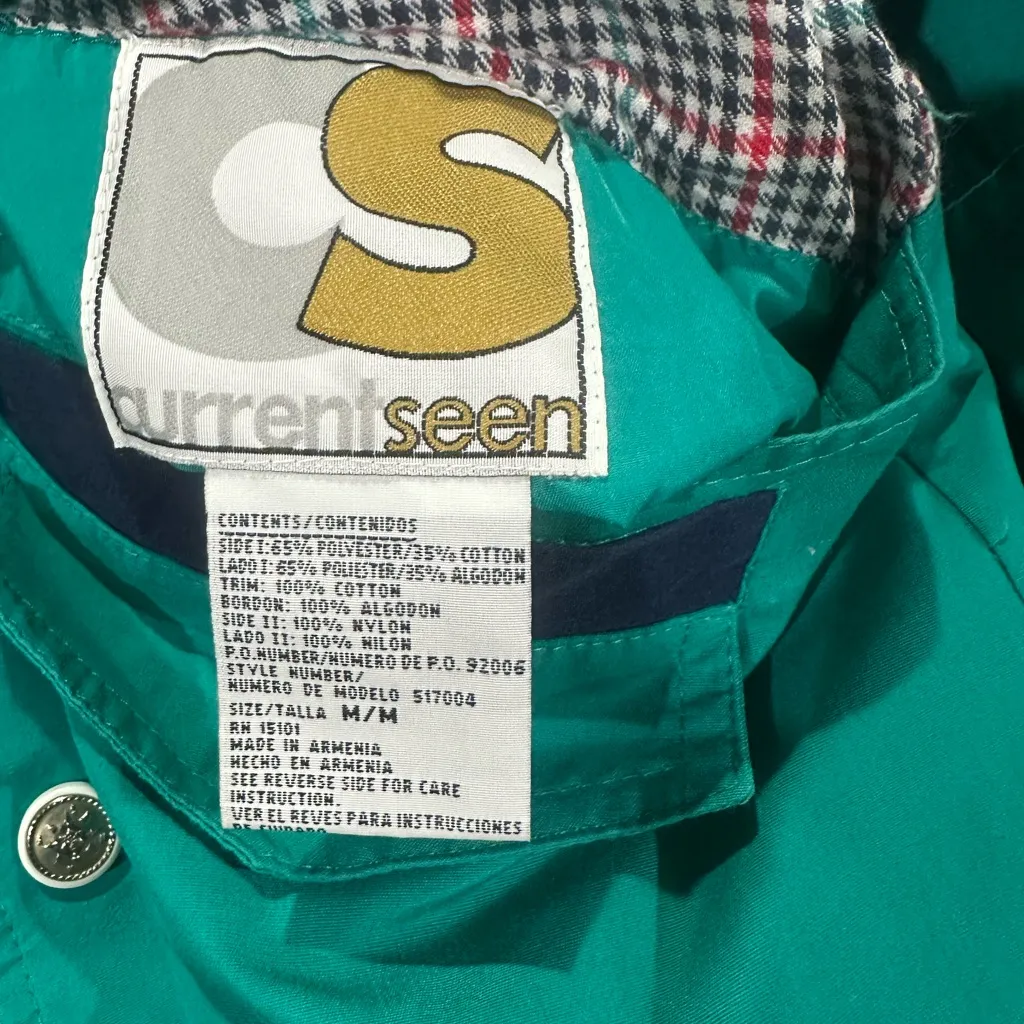 CS
currentseen
CONTENTS/CONTENIDOS
SIDE I: 65% POLYESTER/35% COTTON
LADO I: 65% POLIESTER/35% ALGODON
TRIM: 100% COTTON
BORDON: 100% ALGODON
SIDE II: 100% NYLON
LADO II: 100% NILON
P.O.NUMBER/NUMERO DE P.O. 92006
STYLE NUMBER/
NUMERO DE MODELO 517004
SIZE/TALLA M/M
RN 15101
MADE IN ARMENIA
HECHO EN ARMENIA
SEE REVERSE SIDE FOR CARE
INSTRUCTION.
VER EL REVES PARA INSTRUCCIONES
DE CUIDADO